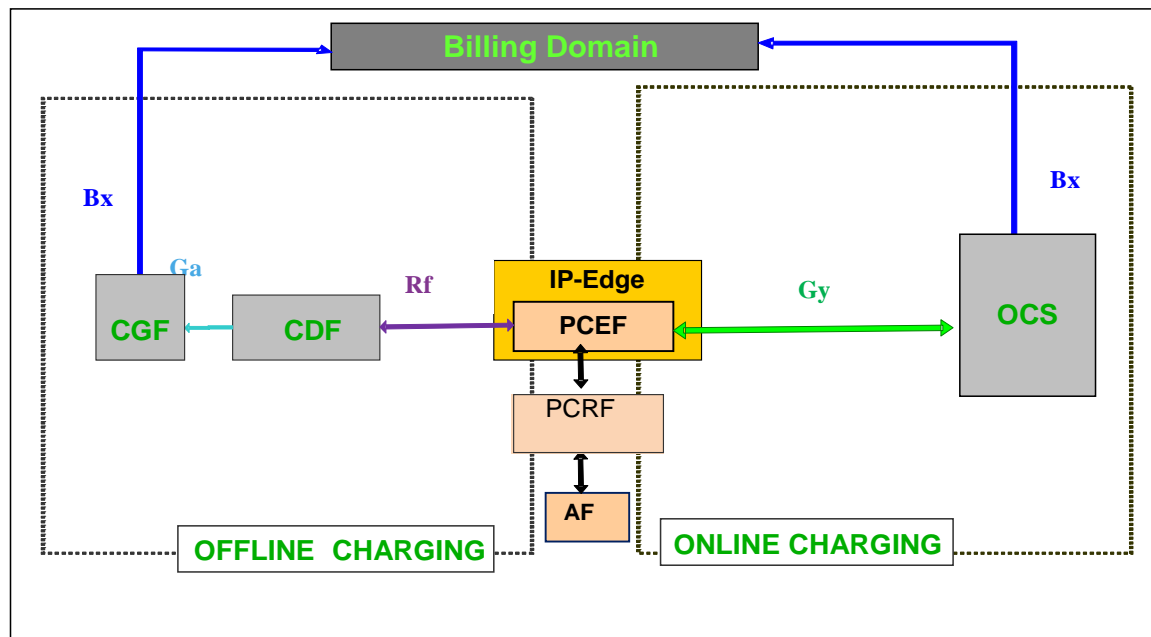 Billing Domain
Bx
Bx
Ga
Rf
IP-Edge
Gy
CGF
CDF
PCEF
OCS
PCRF
AF
OFFLINE CHARGING
ONLINE CHARGING